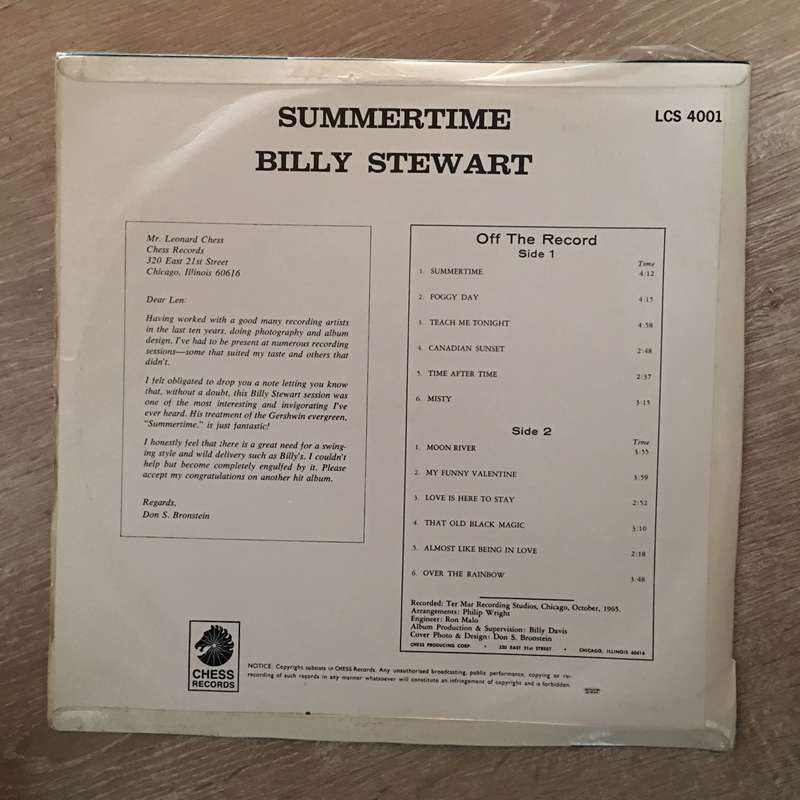 SUMMERTIME
LCS 4001
BILLY STEWART
Mr. Leonard Chess
Chess Records
320 East 21st Street
Chicago, Illinois 60616
Dear Len:
Having worked with a good many recording artists
in the last ten years, doing photography and album
design, I've had to be present at numerous recording
sessions—some that suited my taste and others that
didn't.
I felt obligated to drop you a note letting you know
that, without a doubt, this Billy Stewart session was
one of the most interesting and invigorating I've
ever heard. His treatment of the Gershwin evergreen,
"Summertime," is just fantastic!
I honestly feel that there is a great need for a swing-
ing style and wild delivery such as Billy's. I couldn't
help but become completely engulfed by it. Please
accept my congratulations on another hit album.
Regards,
Don S. Bronstein
Off The Record
Side 1
Time
1. SUMMERTIME 4:12
2. FOGGY DAY 4:15
3. TEACH ME TONIGHT 4:58
4. CANADIAN SUNSET 2:48
5. TIME AFTER TIME 2:37
6. MISTY 3:15
Side 2
Time
1. MOON RIVER 3:55
2. MY FUNNY VALENTINE 3:59
3. LOVE IS HERE TO STAY 2:52
4. THAT OLD BLACK MAGIC 3:10
5. ALMOST LIKE BEING IN LOVE 2:18
6. OVER THE RAINBOW 3:48
Recorded: Ter Mar Recording Studios, Chicago, October, 1965.
Arrangements: Philip Wright
Engineer: Ron Malo
Album Production & Supervision: Billy Davis
Cover Photo & Design: Don S. Bronstein
CHESS PRODUCING CORP. • 320 EAST 21st STREET • CHICAGO, ILLINOIS 60616
CHESS
RECORDS
NOTICE: Copyright subsists in CHESS Records. Any unauthorised broadcasting, public performance, copying or re-
recording of such records in any manner whatsoever will constitute an infringement of copyright and is forbidden.